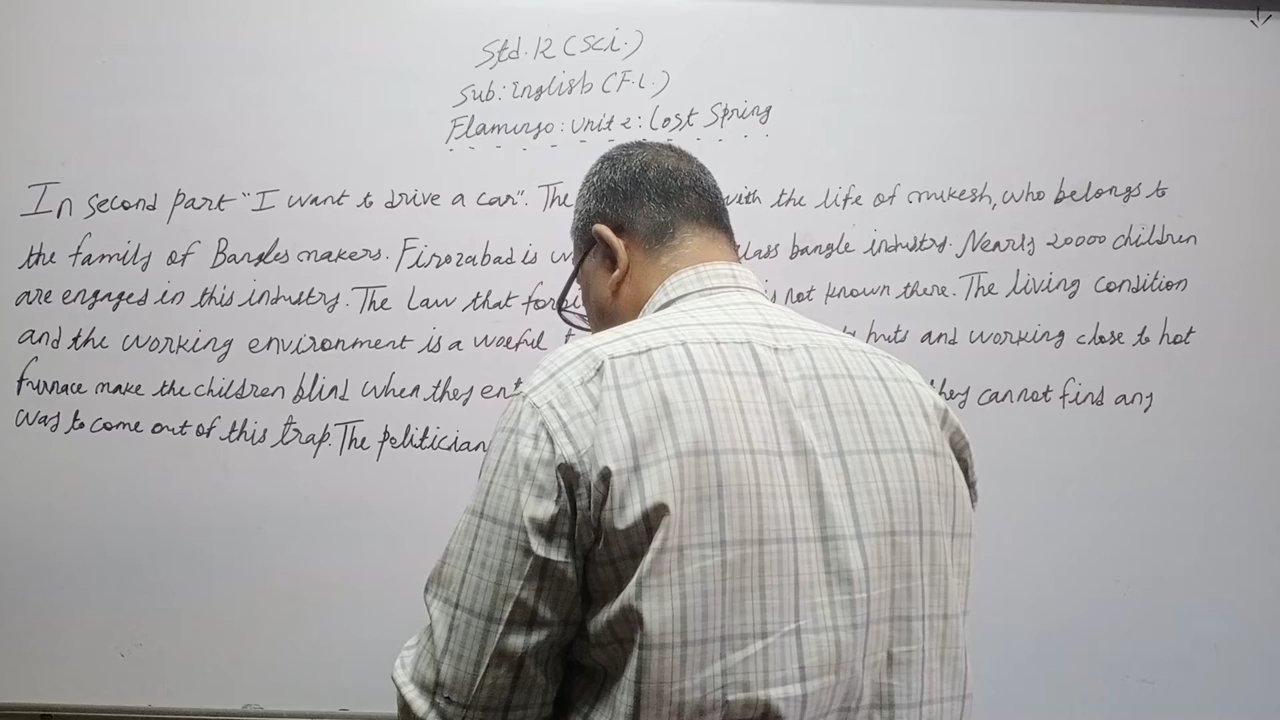 Std. 12 (Sci.)
Sub: English (F.L.)
Flamingo: Unit 2: Lost Spring
In second part "I want to drive a car". The with the life of mukesh, who belongs to
the family of Bangles makers. Firozabad is bangle industry. Nearly 20000 children
are engaged in this industry. The Law that is not known there. The living condition
and the working environment is a woeful huts and working close to hot
furnace make the children blind when they they cannot find any
way to come out of this trap. The politician